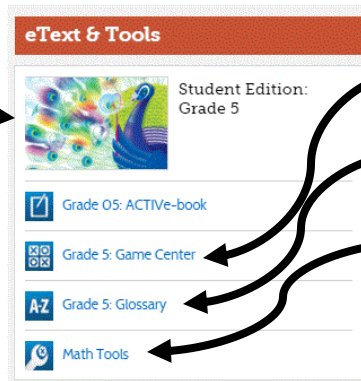 eText & Tools
Student Edition:
Grade 5
Grade 05: ACTIVe-book
Grade 5: Game Center
A-Z Grade 5: Glossary
Math Tools